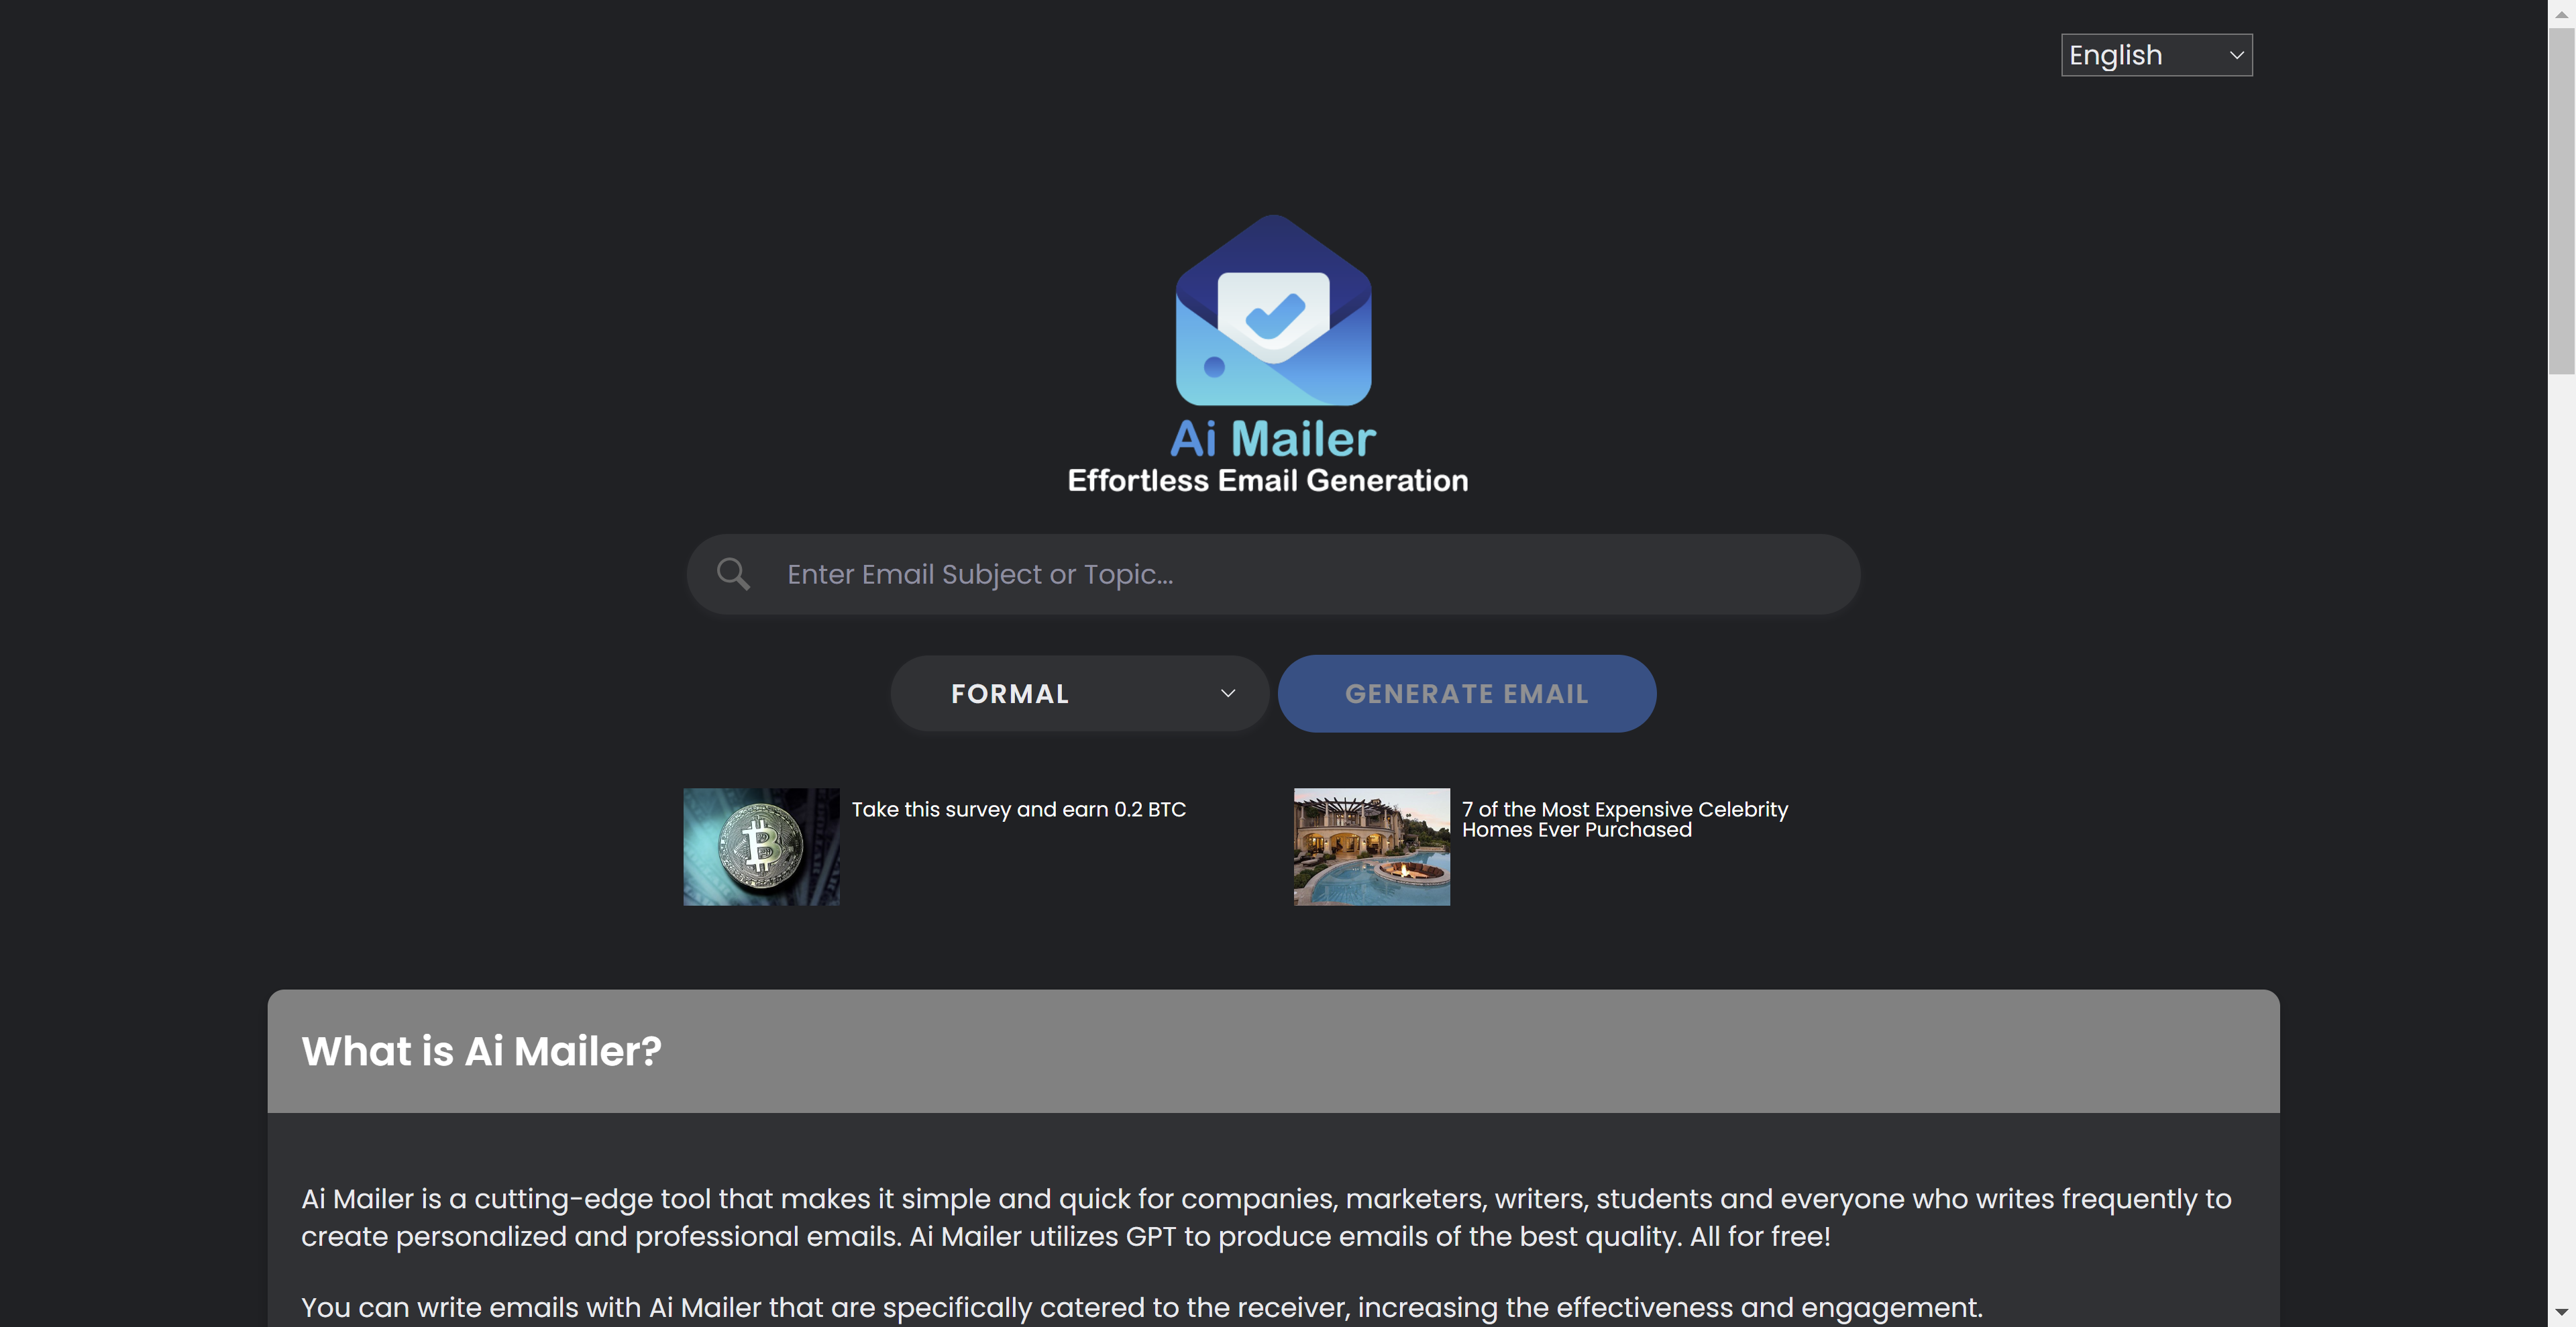 English
Ai Mailer
Effortless Email Generation
Enter Email Subject or Topic...
FORMAL
GENERATE EMAIL
Take this survey and earn 0.2 BTC
7 of the Most Expensive Celebrity
Homes Ever Purchased
What is Ai Mailer?
Ai Mailer is a cutting-edge tool that makes it simple and quick for companies, marketers, writers, students and everyone who writes frequently to
create personalized and professional emails. Ai Mailer utilizes GPT to produce emails of the best quality. All for free!
You can write emails with Ai Mailer that are specifically catered to the receiver, increasing the effectiveness and engagement.